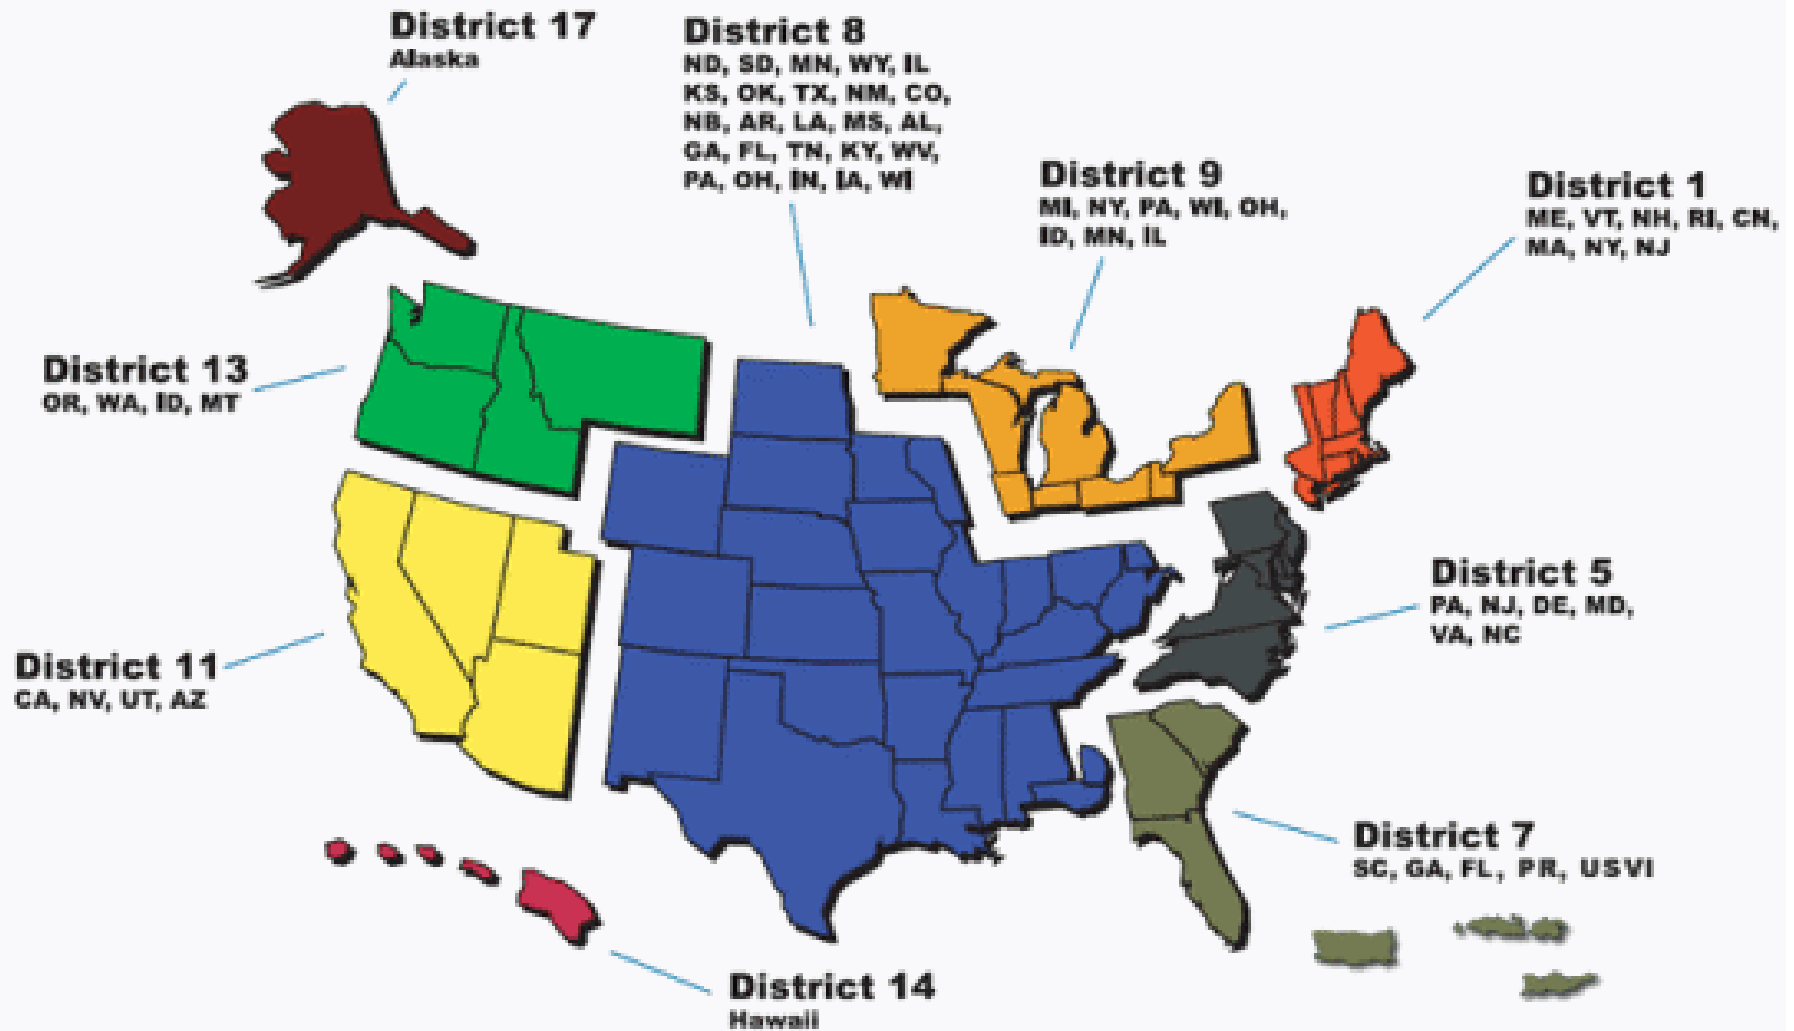 District 17
Alaska
District 8
ND, SD, MN, WY, IL
KS, OK, TX, NM, CO,
NB, AR, LA, MS, AL,
GA, FL, TN, KY, WV,
PA, OH, IN, IA, WI
District 9
MI, NY, PA, WI, OH,
ID, MN, IL
District 1
ME, VT, NH, RI, CN,
MA, NY, NJ
District 13
OR, WA, ID, MT
District 5
PA, NJ, DE, MD,
VA, NC
District 11
CA, NV, UT, AZ
District 7
SC, GA, FL, PR, USVI
District 14
Hawaii